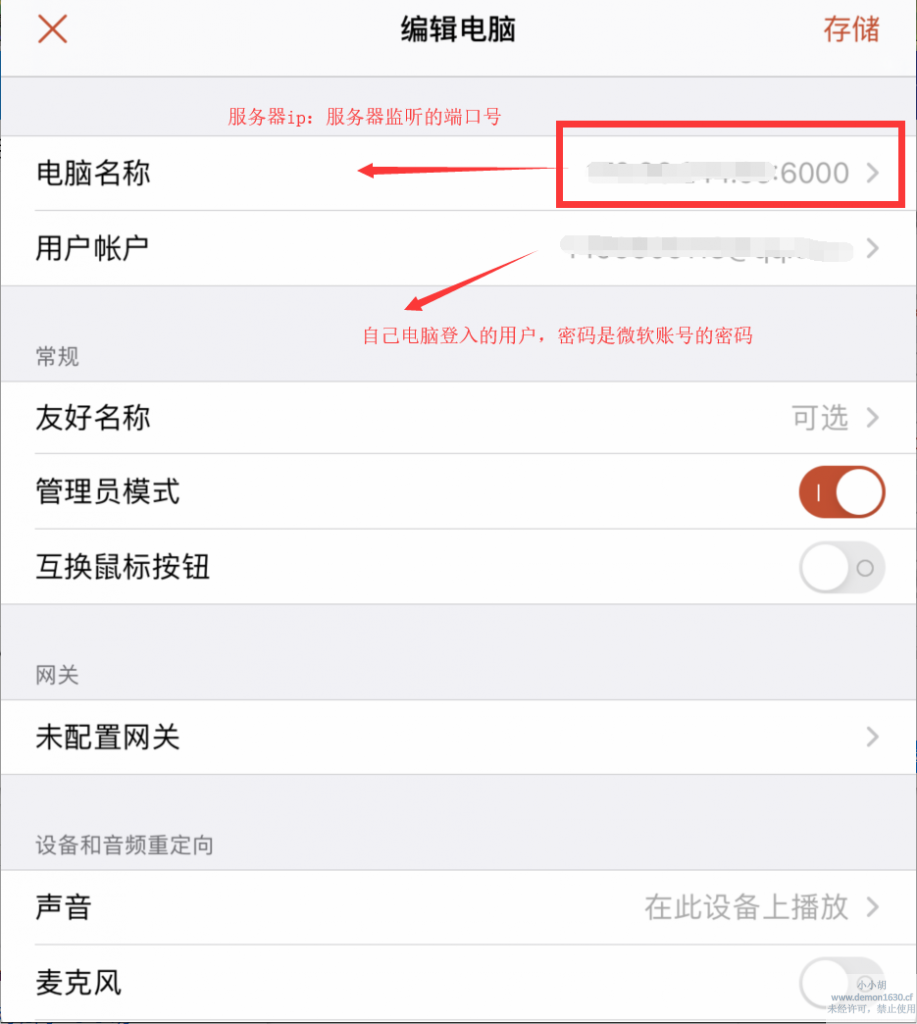 编辑电脑
存储
服务器ip：服务器监听的端口号
电脑名称
:6000
用户帐户
自己电脑登入的用户，密码是微软账号的密码
常规
友好名称
可选
管理员模式
互换鼠标按钮
网关
未配置网关
设备和音频重定向
声音
在此设备上播放
麦克风
小小胡
www.demon1630.cf
未经许可，禁止使用